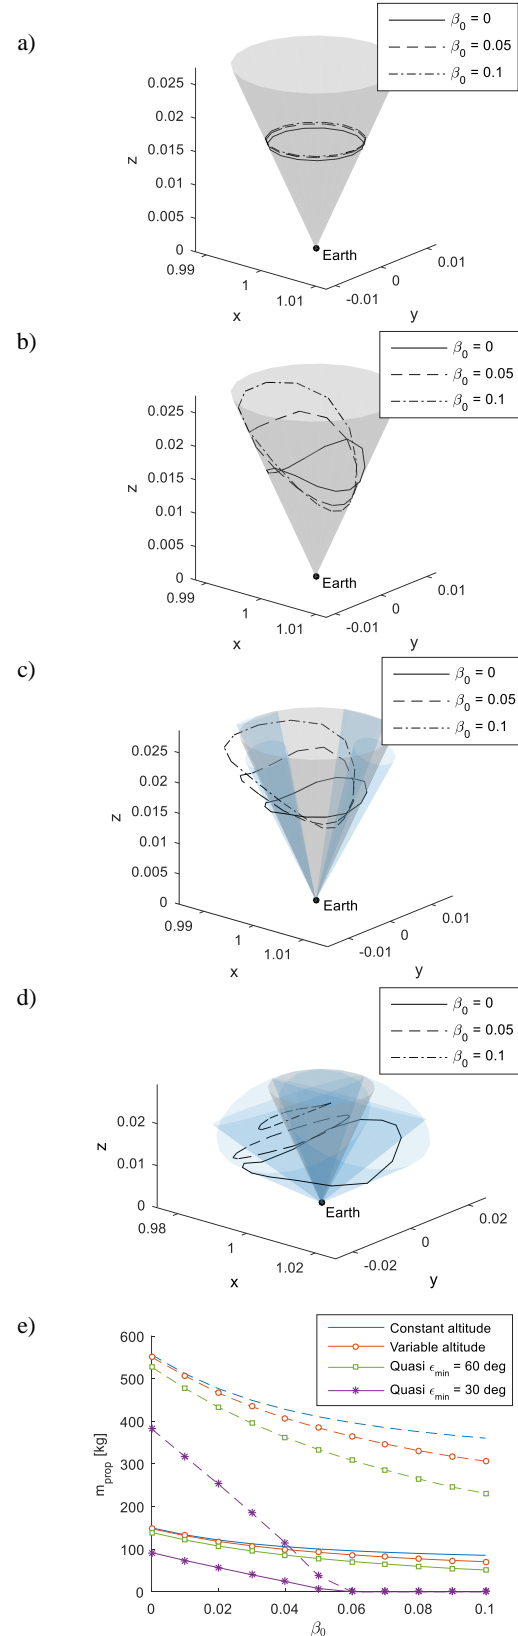 a)
β0 = 0
β0 = 0.05
β0 = 0.1
0.025
0.02
0.015
0.01
0.005
0
z
Earth
0.99
1
1.01
x
-0.01
0
0.01
y
b)
β0 = 0
β0 = 0.05
β0 = 0.1
0.025
0.02
0.015
0.01
0.005
0
z
Earth
0.99
1
1.01
x
-0.01
0
0.01
y
c)
β0 = 0
β0 = 0.05
β0 = 0.1
0.025
0.02
0.015
0.01
0.005
0
z
Earth
0.99
1
1.01
x
-0.01
0
0.01
y
d)
β0 = 0
β0 = 0.05
β0 = 0.1
0.02
0.01
0
z
Earth
0.98
1
1.02
x
-0.02
0
0.02
y
e)
Constant altitude
Variable altitude
Quasi ϵmin = 60 deg
Quasi ϵmin = 30 deg
600
500
400
300
200
100
0
mprop [kg]
0 0.02 0.04 0.06 0.08 0.1
β0